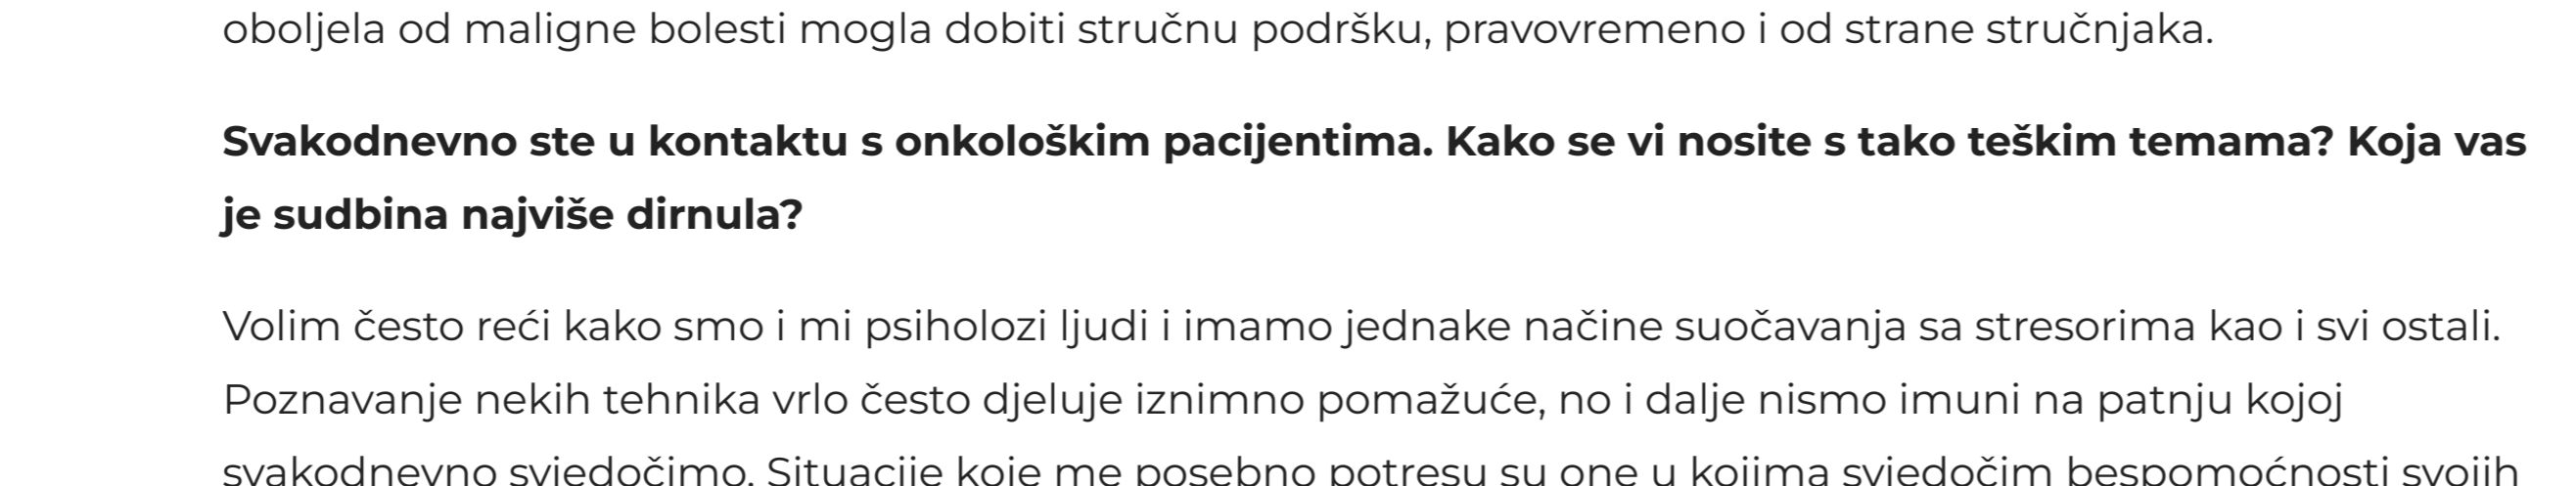 oboljela od maligne bolesti mogla dobiti stručnu podršku, pravovremeno i od strane stručnjaka.
Svakodnevno ste u kontaktu s onkološkim pacijentima. Kako se vi nosite s tako teškim temama? Koja vas
je sudbina najviše dirnula?
Volim često reći kako smo i mi psiholozi ljudi i imamo jednake načine suočavanja sa stresorima kao i svi ostali.
Poznavanje nekih tehnika vrlo često djeluje iznimno pomažuće, no i dalje nismo imuni na patnju kojoj
svakodnevno svjedočimo. Situacije koje me posebno potresu su one u kojima svjedočim bespomoćnosti svojih